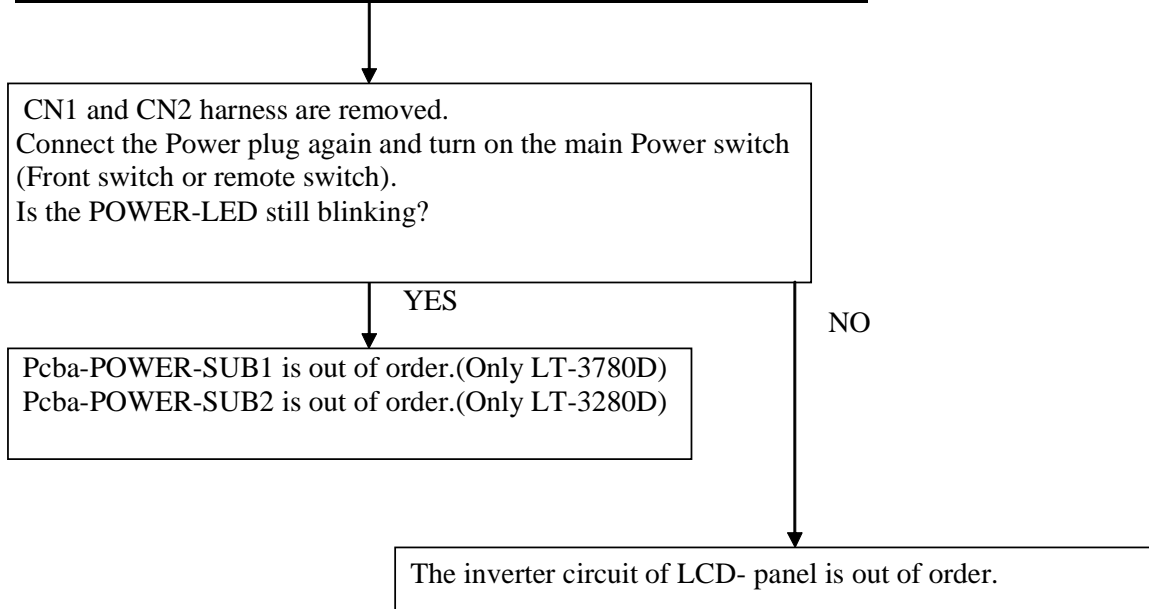 CN1 and CN2 harness are removed.
Connect the Power plug again and turn on the main Power switch
(Front switch or remote switch).
Is the POWER-LED still blinking?
YES
NO
Pcba-POWER-SUB1 is out of order.(Only LT-3780D)
Pcba-POWER-SUB2 is out of order.(Only LT-3280D)
The inverter circuit of LCD- panel is out of order.